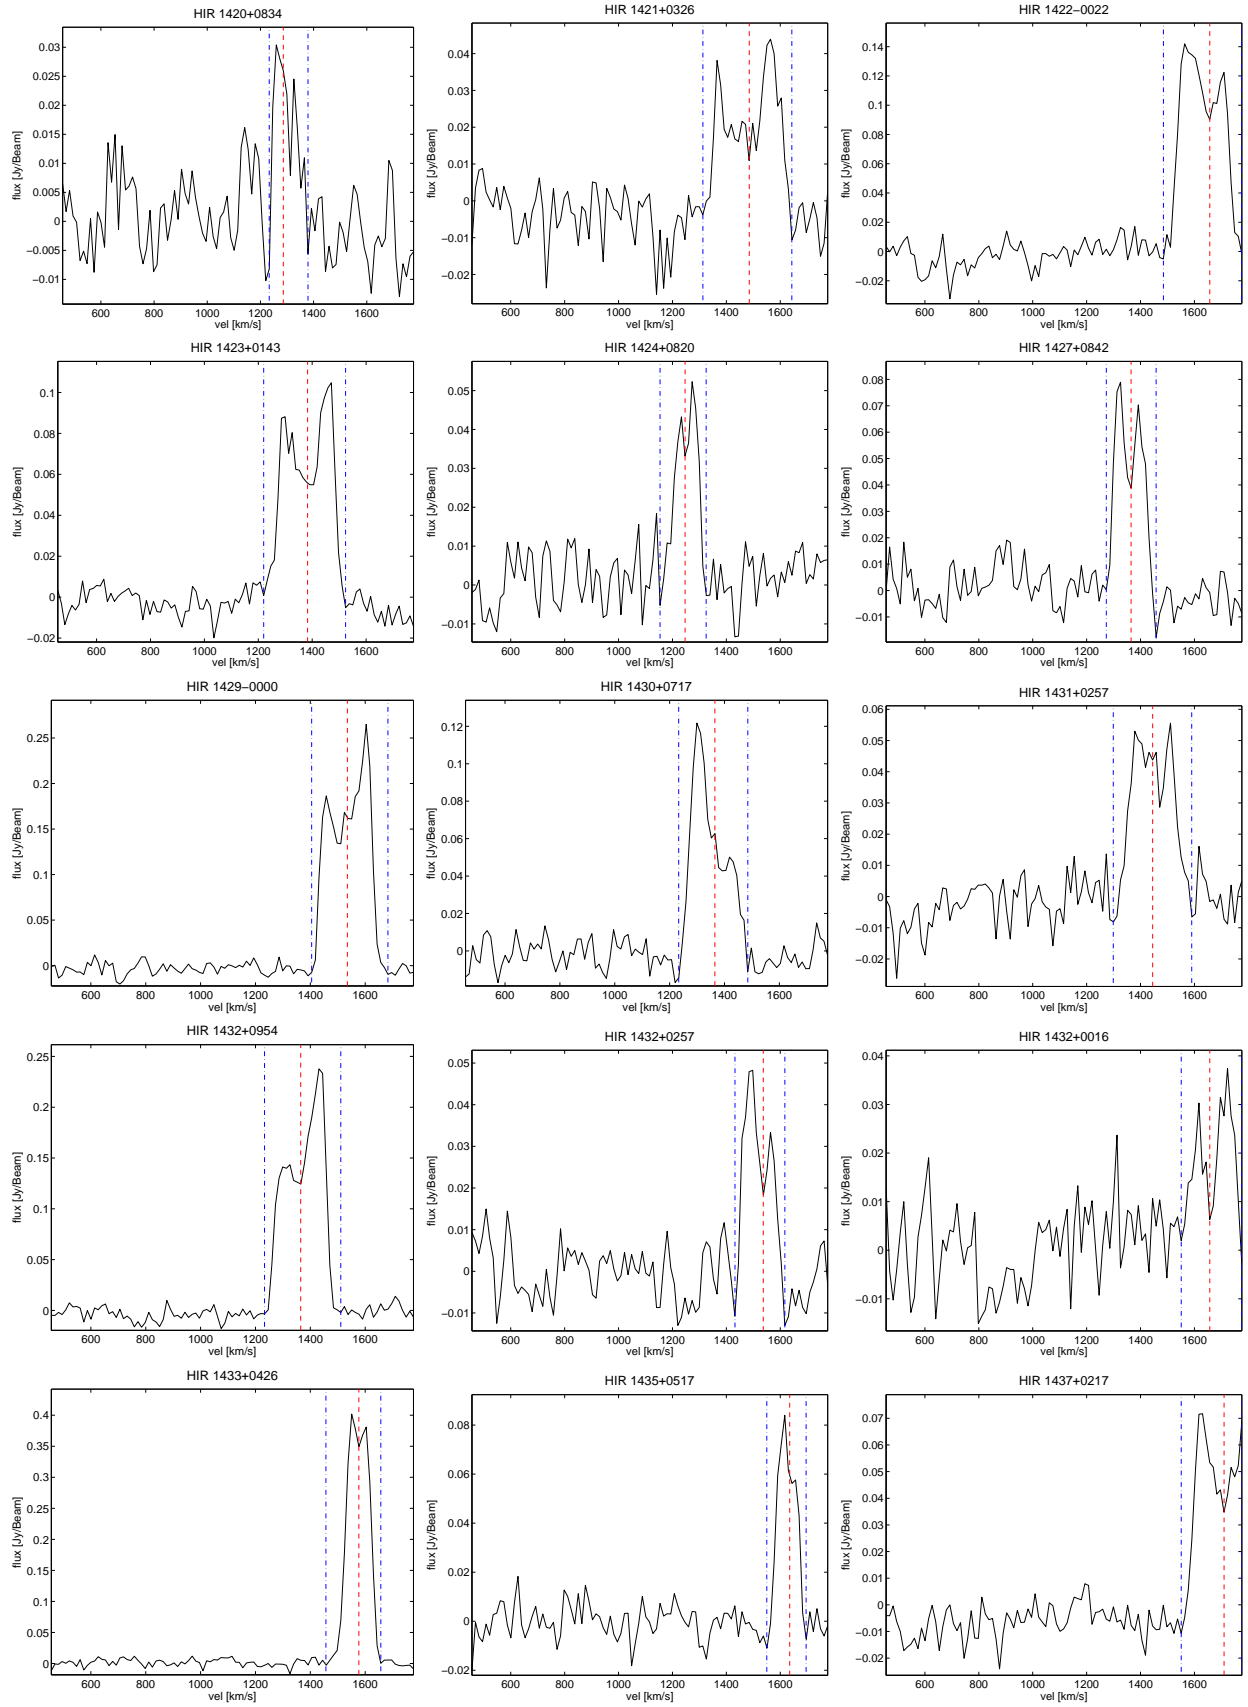 HIR 1420+0834
0.03
0.025
0.02
0.015
0.01
0.005
0
−0.005
−0.01
flux [Jy/Beam]
600 800 1000 1200 1400 1600
vel [km/s]
HIR 1421+0326
0.04
0.03
0.02
0.01
0
−0.01
−0.02
flux [Jy/Beam]
600 800 1000 1200 1400 1600
vel [km/s]
HIR 1422−0022
0.14
0.12
0.1
0.08
0.06
0.04
0.02
0
−0.02
flux [Jy/Beam]
600 800 1000 1200 1400 1600
vel [km/s]
HIR 1423+0143
0.1
0.08
0.06
0.04
0.02
0
−0.02
flux [Jy/Beam]
600 800 1000 1200 1400 1600
vel [km/s]
HIR 1424+0820
0.05
0.04
0.03
0.02
0.01
0
−0.01
flux [Jy/Beam]
600 800 1000 1200 1400 1600
vel [km/s]
HIR 1427+0842
0.08
0.07
0.06
0.05
0.04
0.03
0.02
0.01
0
−0.01
flux [Jy/Beam]
600 800 1000 1200 1400 1600
vel [km/s]
HIR 1429−0000
0.25
0.2
0.15
0.1
0.05
0
flux [Jy/Beam]
600 800 1000 1200 1400 1600
vel [km/s]
HIR 1430+0717
0.12
0.1
0.08
0.06
0.04
0.02
0
flux [Jy/Beam]
600 800 1000 1200 1400 1600
vel [km/s]
HIR 1431+0257
0.06
0.05
0.04
0.03
0.02
0.01
0
−0.01
−0.02
flux [Jy/Beam]
600 800 1000 1200 1400 1600
vel [km/s]
HIR 1432+0954
0.25
0.2
0.15
0.1
0.05
0
flux [Jy/Beam]
600 800 1000 1200 1400 1600
vel [km/s]
HIR 1432+0257
0.05
0.04
0.03
0.02
0.01
0
−0.01
flux [Jy/Beam]
600 800 1000 1200 1400 1600
vel [km/s]
HIR 1432+0016
0.04
0.03
0.02
0.01
0
−0.01
flux [Jy/Beam]
600 800 1000 1200 1400 1600
vel [km/s]
HIR 1433+0426
0.4
0.35
0.3
0.25
0.2
0.15
0.1
0.05
0
flux [Jy/Beam]
600 800 1000 1200 1400 1600
vel [km/s]
HIR 1435+0517
0.08
0.06
0.04
0.02
0
−0.02
flux [Jy/Beam]
600 800 1000 1200 1400 1600
vel [km/s]
HIR 1437+0217
0.07
0.06
0.05
0.04
0.03
0.02
0.01
0
−0.01
−0.02
flux [Jy/Beam]
600 800 1000 1200 1400 1600
vel [km/s]